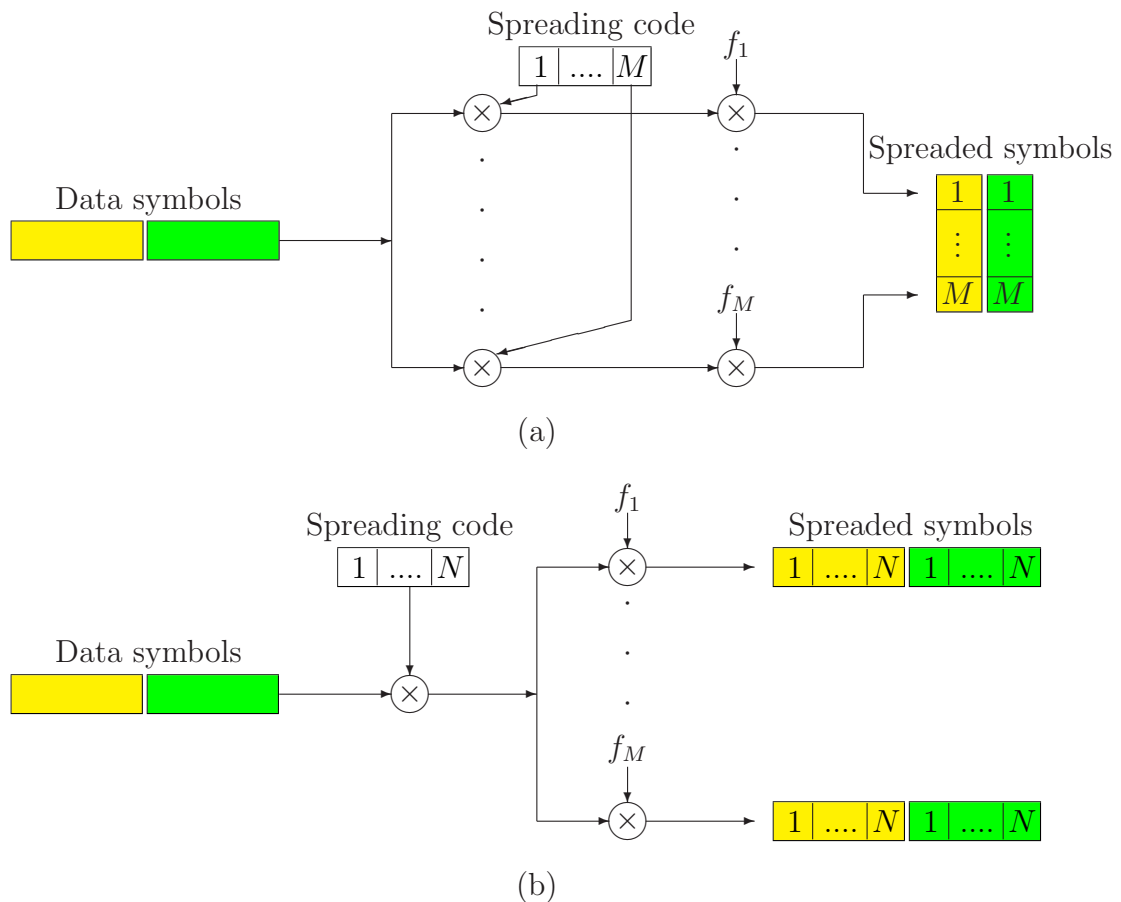 Spreading code
1 .... M
f1
Spreaded symbols
Data symbols
1 1
⋮ ⋮
M M
fM
(a)
f1
Spreading code
Spreaded symbols
1 .... N
1 .... N 1 .... N
Data symbols
fM
1 .... N 1 .... N
(b)